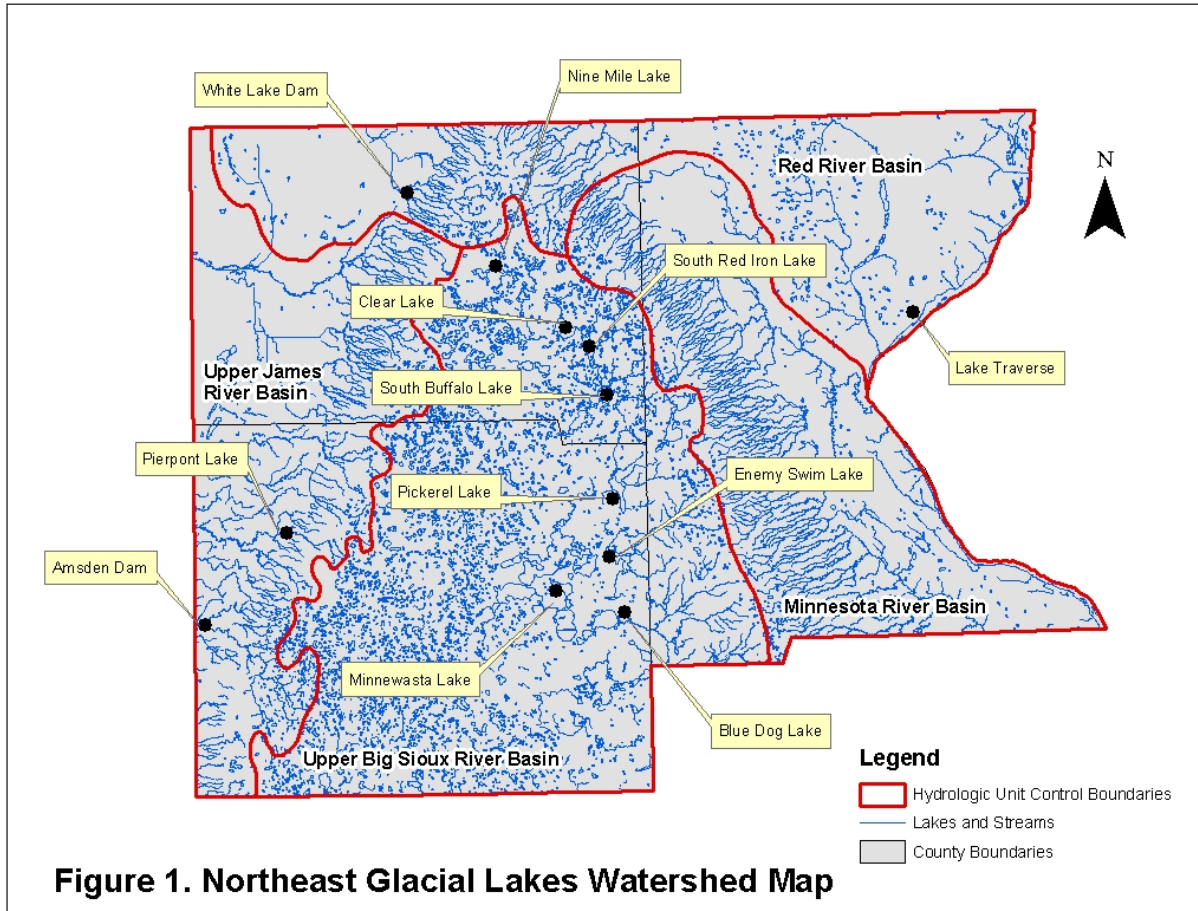 Nine Mile Lake
White Lake Dam
Red River Basin
N
South Red Iron Lake
Clear Lake
Upper James
River Basin
South Buffalo Lake
Lake Traverse
Pierpont Lake
Pickerel Lake
Enemy Swim Lake
Amsden Dam
Minnesota River Basin
Minnewasta Lake
Blue Dog Lake
Upper Big Sioux River Basin
Legend
Hydrologic Unit Control Boundaries
Lakes and Streams
County Boundaries
Figure 1. Northeast Glacial Lakes Watershed Map